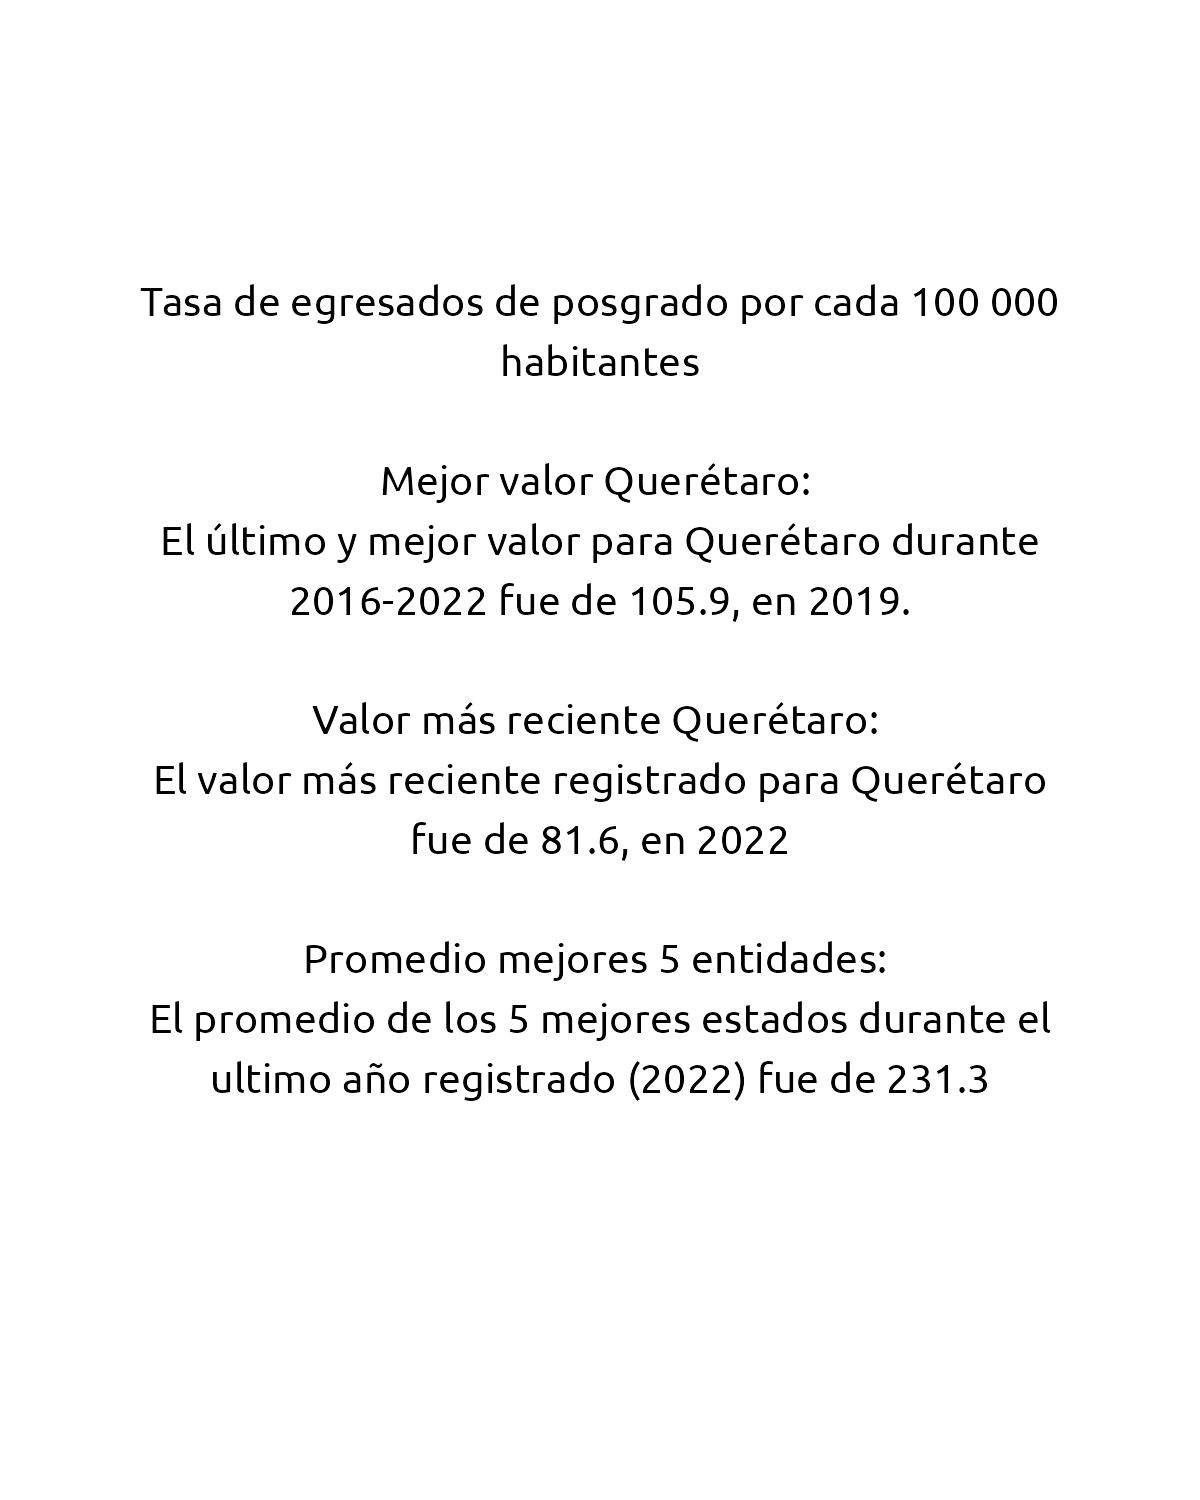 Tasa de egresados de posgrado por cada 100 000
habitantes
Mejor valor Querétaro:
El último y mejor valor para Querétaro durante
2016-2022 fue de 105.9, en 2019.
Valor más reciente Querétaro:
El valor más reciente registrado para Querétaro
fue de 81.6, en 2022
Promedio mejores 5 entidades:
El promedio de los 5 mejores estados durante el
ultimo año registrado (2022) fue de 231.3